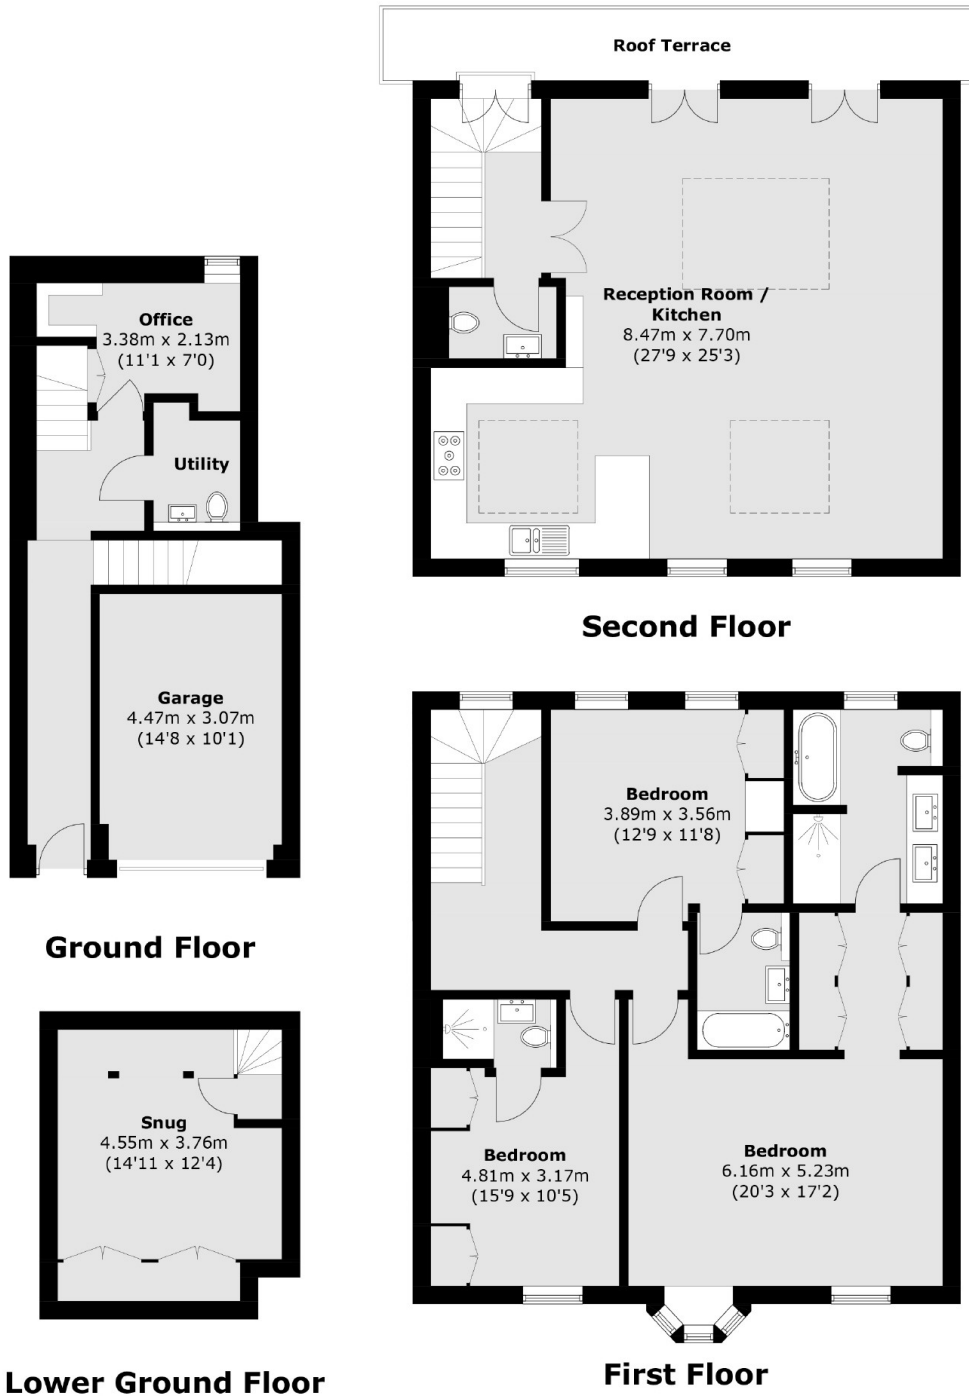 Roof Terrace
Reception Room /
Kitchen
8.47m x 7.70m
(27'9 x 25'3)
Second Floor
Office
3.38m x 2.13m
(11'1 x 7'0)
Utility
Garage
4.47m x 3.07m
(14'8 x 10'1)
Ground Floor
Bedroom
3.89m x 3.56m
(12'9 x 11'8)
Bedroom
4.81m x 3.17m
(15'9 x 10'5)
Bedroom
6.16m x 5.23m
(20'3 x 17'2)
First Floor
Snug
4.55m x 3.76m
(14'11 x 12'4)
Lower Ground Floor